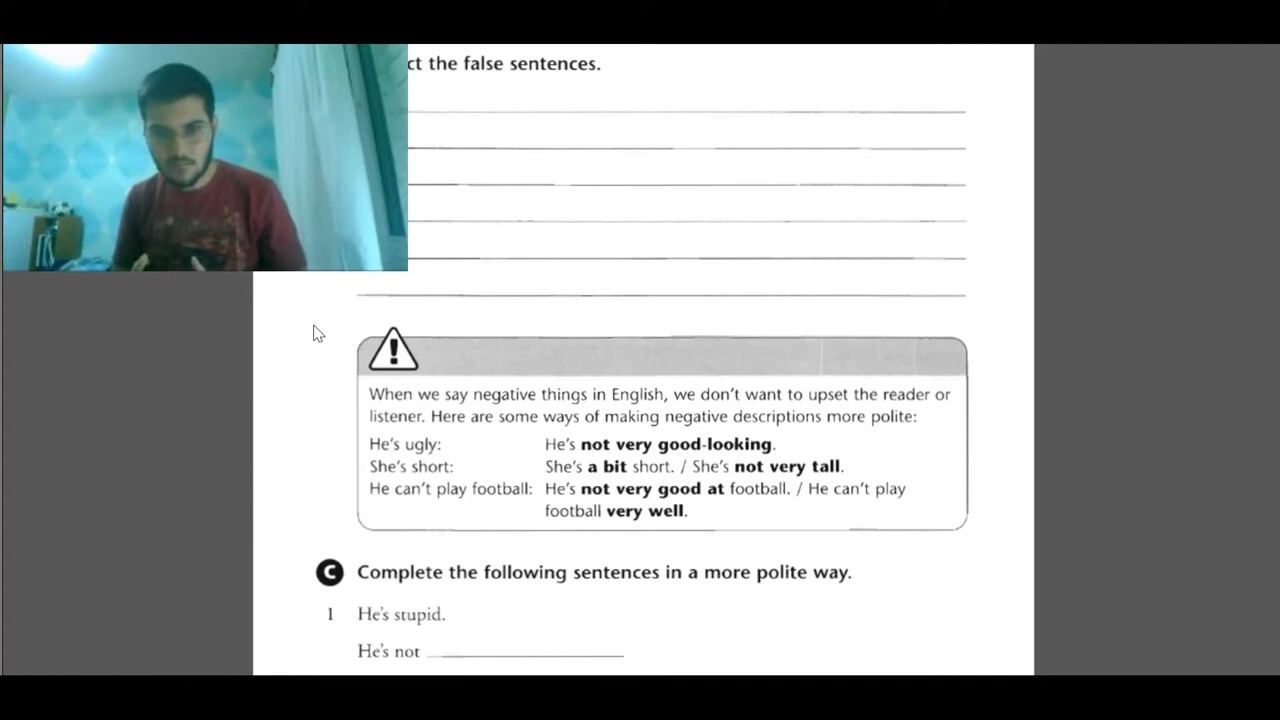 ct the false sentences.
When we say negative things in English, we don't want to upset the reader or
listener. Here are some ways of making negative descriptions more polite:
He's ugly: He's not very good-looking.
She's short: She's a bit short. / She's not very tall.
He can't play football: He's not very good at football. / He can't play
football very well.
C Complete the following sentences in a more polite way.
1 He's stupid.
He's not